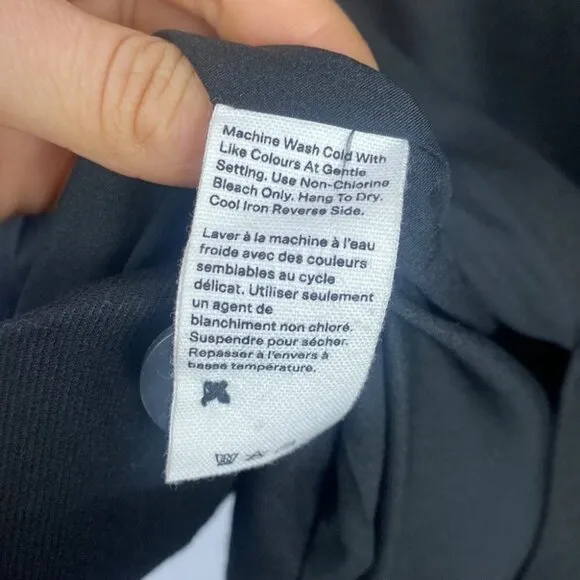 Machine Wash Cold With
Like Colours At Gentle
Setting. Use Non-Chlorine
Bleach Only. Hang To Dry.
Cool Iron Reverse Side.
Laver à la machine à l'eau
froide avec des couleurs
semblables au cycle
délicat. Utiliser seulement
un agent de
blanchiment non chloré.
Suspendre pour sécher.
Repasser à l'envers à
basse température.